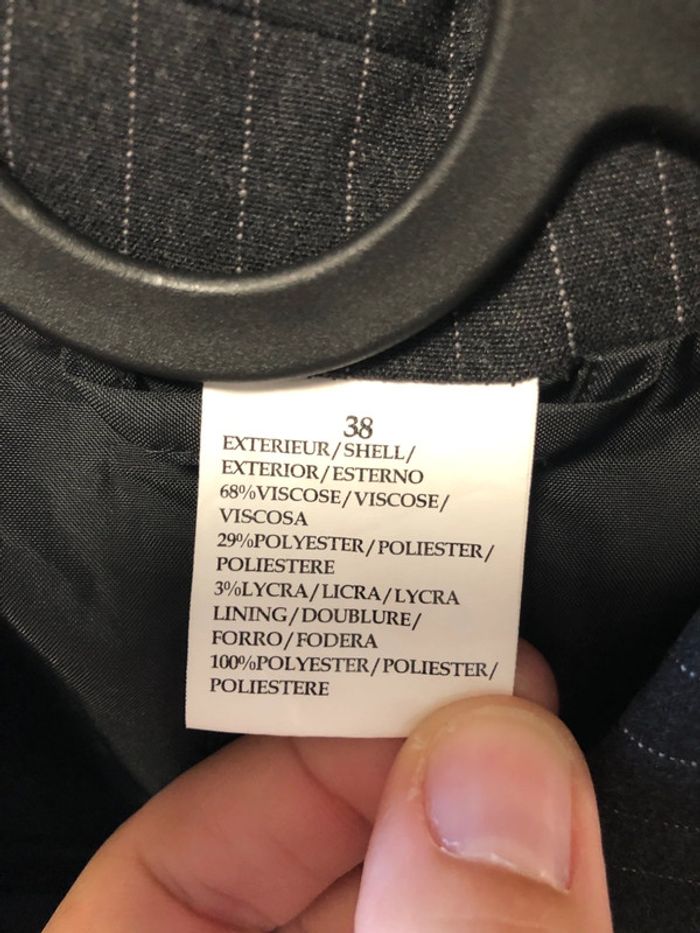 38
EXTERIEUR/SHELL/
EXTERIOR/ESTERNO
68%VISCOSE/VISCOSE/
VISCOSA
29%POLYESTER/POLIESTER/
POLIESTERE
3%LYCRA/LICRA/LYCRA
LINING/DOUBLURE/
FORRO/FODERA
100%POLYESTER/POLIESTER/
POLIESTERE